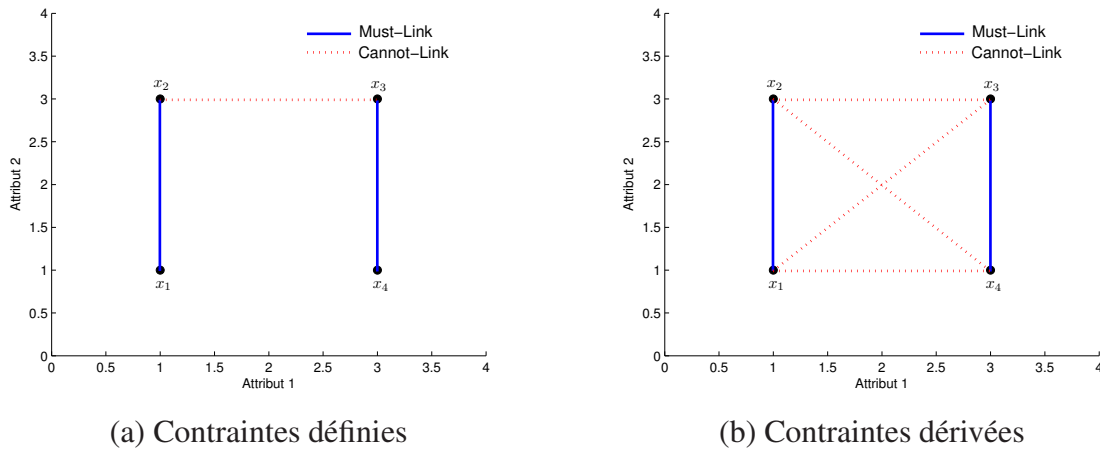 4
3.5
3
2.5
2
1.5
1
0.5
0
Attribut 2
Must−Link
Cannot−Link
x₂
x₃
x₁
x₄
0 0.5 1 1.5 2 2.5 3 3.5 4
Attribut 1
(a) Contraintes définies
4
3.5
3
2.5
2
1.5
1
0.5
0
Attribut 2
Must−Link
Cannot−Link
x₂
x₃
x₁
x₄
0 0.5 1 1.5 2 2.5 3 3.5 4
Attribut 1
(b) Contraintes dérivées